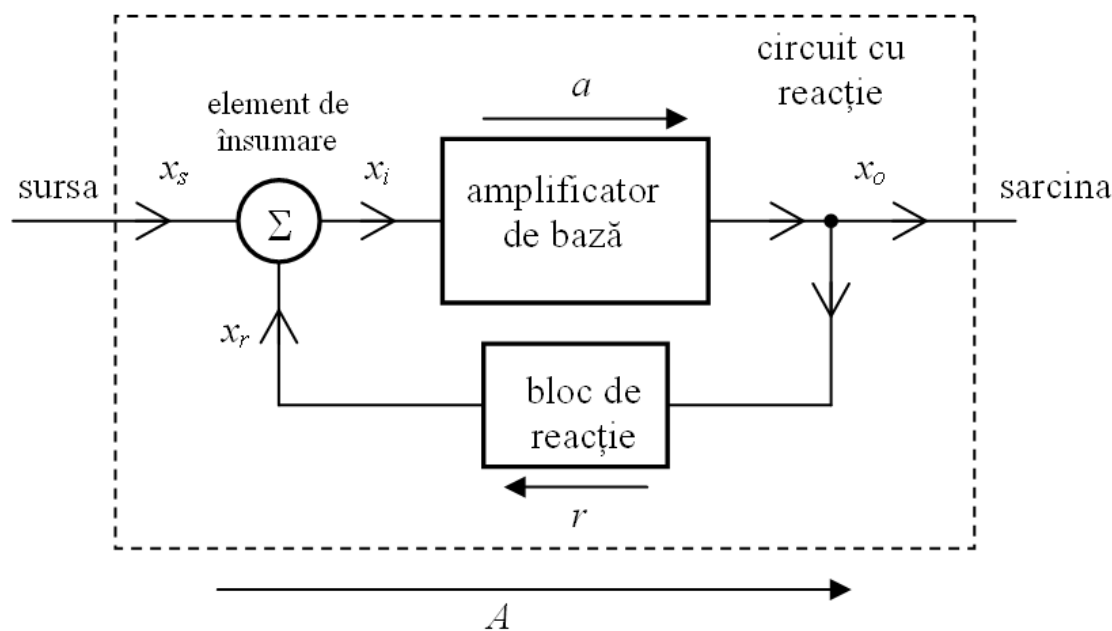 circuit cu
reacție
a
element de
însumare
sursa
x_s
Σ
x_i
amplificator
de bază
x_o
sarcina
x_r
bloc de
reacție
r
A